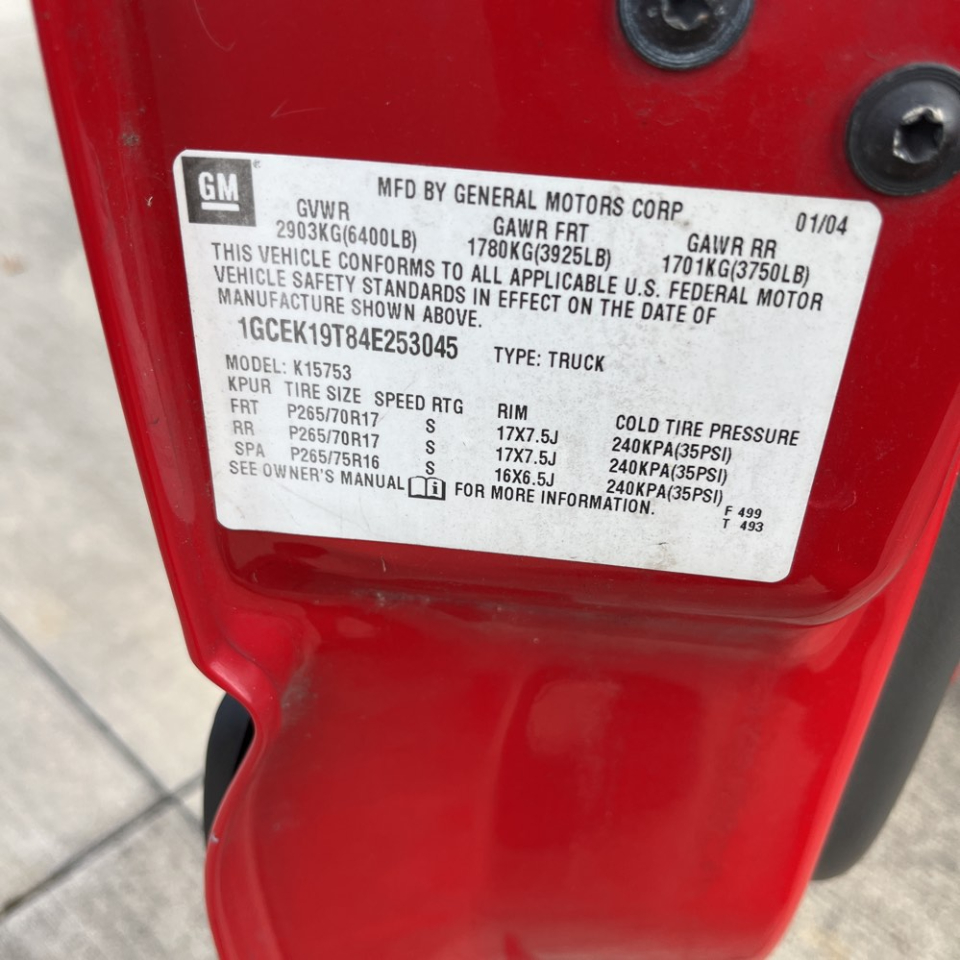 GM
MFD BY GENERAL MOTORS CORP 01/04
GVWR GAWR FRT GAWR RR
2903KG(6400LB) 1780KG(3925LB) 1701KG(3750LB)
THIS VEHICLE CONFORMS TO ALL APPLICABLE U.S. FEDERAL MOTOR
VEHICLE SAFETY STANDARDS IN EFFECT ON THE DATE OF
MANUFACTURE SHOWN ABOVE.
1GCEK19T84E253045 TYPE: TRUCK
MODEL: K15753
KPUR TIRE SIZE SPEED RTG RIM COLD TIRE PRESSURE
FRT P265/70R17 S 17X7.5J 240KPA(35PSI)
RR P265/70R17 S 17X7.5J 240KPA(35PSI)
SPA P265/75R16 S 16X6.5J 240KPA(35PSI)
SEE OWNER'S MANUAL FOR MORE INFORMATION.
F 499
T 493